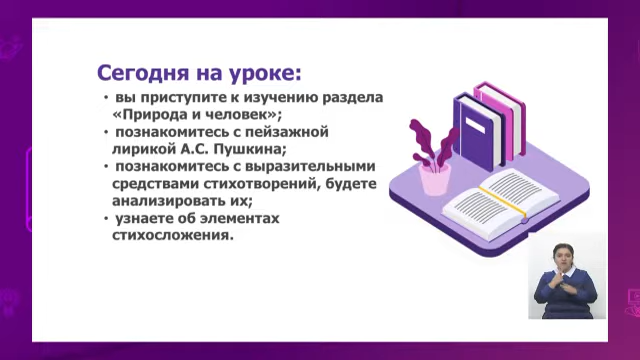 Сегодня на уроке:
• вы приступите к изучению раздела
«Природа и человек»;
• познакомитесь с пейзажной
лирикой А.С. Пушкина;
• познакомитесь с выразительными
средствами стихотворений, будете
анализировать их;
• узнаете об элементах
стихосложения.